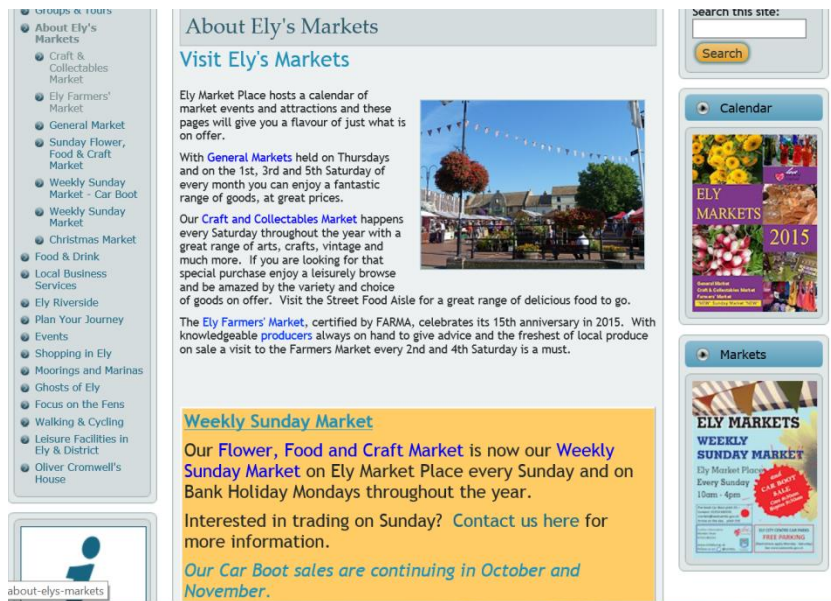 Groups & Tours
About Ely's
Markets
Craft &
Collectables
Market
Ely Farmers'
Market
General Market
Sunday Flower,
Food & Craft
Market
Weekly Sunday
Market - Car Boot
Weekly Sunday
Market
Christmas Market
Food & Drink
Local Business
Services
Ely Riverside
Plan Your Journey
Events
Shopping in Ely
Moorings and Marinas
Ghosts of Ely
Focus on the Fens
Walking & Cycling
Leisure Facilities in
Ely & District
Oliver Cromwell's
House
about-elys-markets
About Ely's Markets
Visit Ely's Markets
Ely Market Place hosts a calendar of
market events and attractions and these
pages will give you a flavour of just what is
on offer.
With General Markets held on Thursdays
and on the 1st, 3rd and 5th Saturday of
every month you can enjoy a fantastic
range of goods, at great prices.
Our Craft and Collectables Market happens
every Saturday throughout the year with a
great range of arts, crafts, vintage and
much more. If you are looking for that
special purchase enjoy a leisurely browse
and be amazed by the variety and choice
of goods on offer. Visit the Street Food Aisle for a great range of delicious food to go.
The Ely Farmers' Market, certified by FARMA, celebrates its 15th anniversary in 2015. With
knowledgeable producers always on hand to give advice and the freshest of local produce
on sale a visit to the Farmers Market every 2nd and 4th Saturday is a must.
Weekly Sunday Market
Our Flower, Food and Craft Market is now our Weekly
Sunday Market on Ely Market Place every Sunday and on
Bank Holiday Mondays throughout the year.
Interested in trading on Sunday? Contact us here for
more information.
Our Car Boot sales are continuing in October and
November.
Search this site:
Search
Calendar
ELY
MARKETS
2015
General Market
Craft & Collectables Market
Farmers' Market
*NEW* Sunday Market *NEW*
Markets
ELY MARKETS
WEEKLY
SUNDAY MARKET
Ely Market Place
Every Sunday
10am - 4pm
and
CAR BOOT
SALE
FREE PARKING